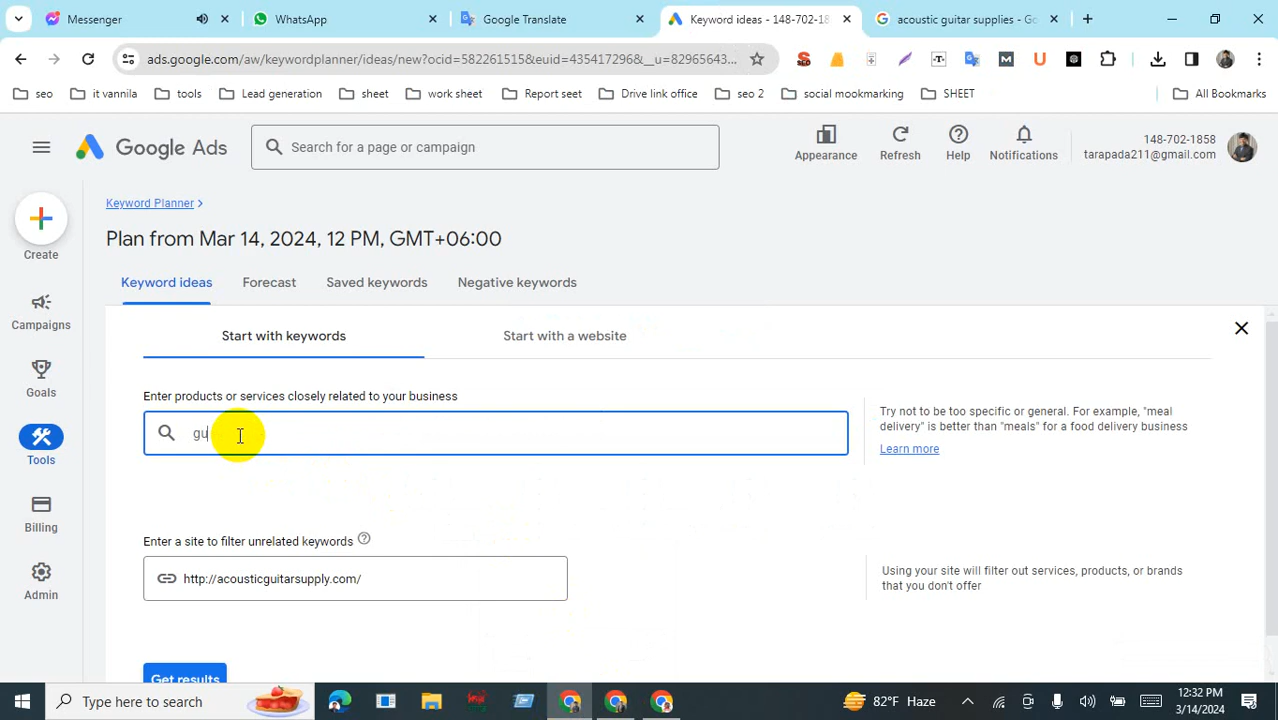 Messenger
WhatsApp
Google Translate
Keyword ideas - 148-702-18
acoustic guitar supplies - G
ads.google.com/aw/keywordplanner/ideas/new?ocid=582261515&euid=435417296&__u=82965643...
seo
it vannila
tools
Lead generation
sheet
work sheet
Report seet
Drive link office
seo 2
social mookmarking
SHEET
All Bookmarks
Google Ads
Search for a page or campaign
Appearance
Refresh
Help
Notifications
148-702-1858
tarapada211@gmail.com
Create
Campaigns
Goals
Tools
Billing
Admin
Keyword Planner
Plan from Mar 14, 2024, 12 PM, GMT+06:00
Keyword ideas
Forecast
Saved keywords
Negative keywords
Start with keywords
Start with a website
Enter products or services closely related to your business
gu
Try not to be too specific or general. For example, "meal
delivery" is better than "meals" for a food delivery business
Learn more
Enter a site to filter unrelated keywords
http://acousticguitarsupply.com/
Using your site will filter out services, products, or brands
that you don't offer
Get results
Type here to search
82°F Haze
12:32 PM
3/14/2024